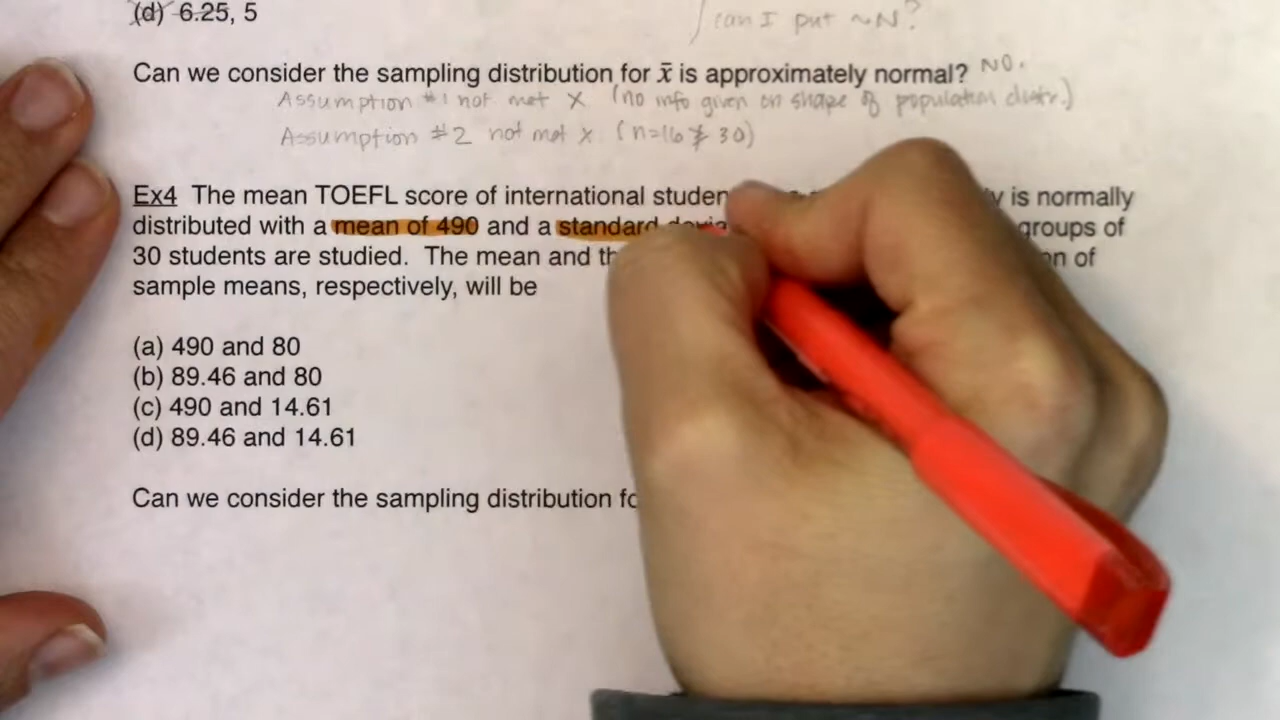 (d) 6.25, 5
can I put ~N?
Can we consider the sampling distribution for x̄ is approximately normal? NO.
Assumption #1 not met x (no info given on shape of population distr.)
Assumption #2 not met x (n=16 ≱ 30)
Ex4 The mean TOEFL score of international studen y is normally
distributed with a mean of 490 and a standard devia groups of
30 students are studied. The mean and th on of
sample means, respectively, will be
(a) 490 and 80
(b) 89.46 and 80
(c) 490 and 14.61
(d) 89.46 and 14.61
Can we consider the sampling distribution fo